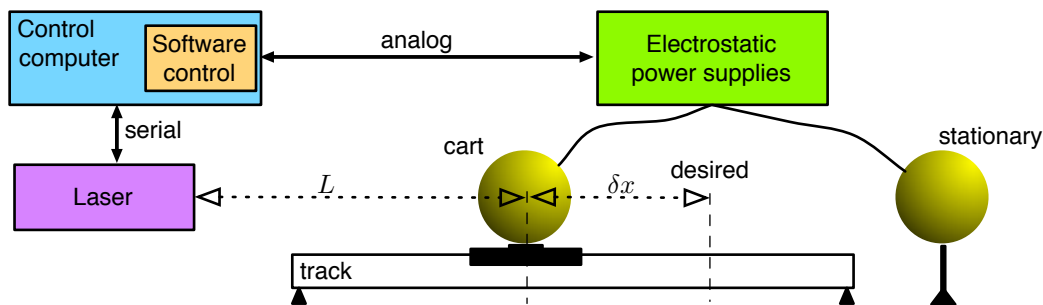 Control
computer
Software
control
analog
Electrostatic
power supplies
serial
cart
stationary
desired
Laser
L
δx
track